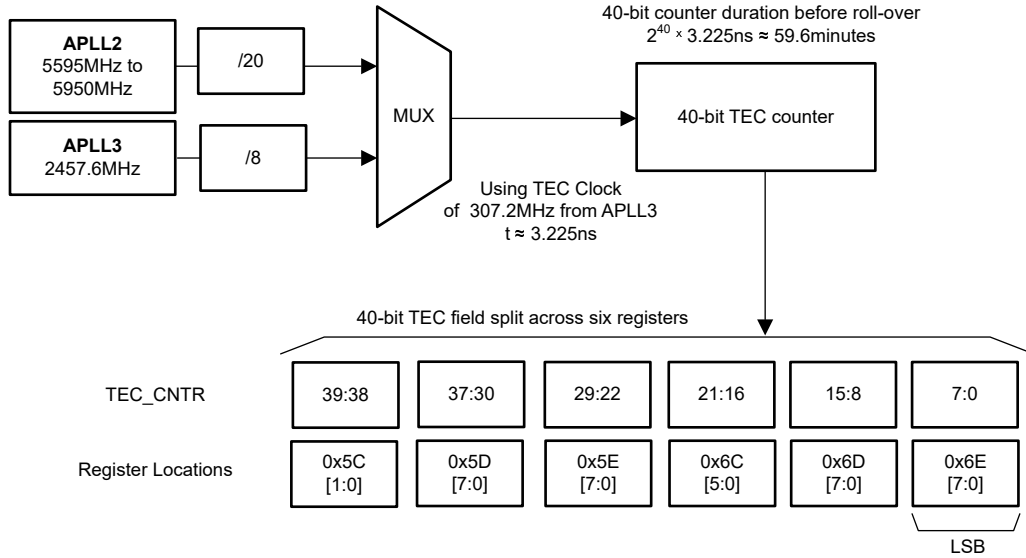 40-bit counter duration before roll-over
2⁴⁰ x 3.225ns ≈ 59.6minutes
APLL2
5595MHz to
5950MHz
/20
APLL3
2457.6MHz
/8
MUX
40-bit TEC counter
Using TEC Clock
of 307.2MHz from APLL3
t ≈ 3.225ns
40-bit TEC field split across six registers
TEC_CNTR
39:38
37:30
29:22
21:16
15:8
7:0
Register Locations
0x5C
[1:0]
0x5D
[7:0]
0x5E
[7:0]
0x6C
[5:0]
0x6D
[7:0]
0x6E
[7:0]
LSB